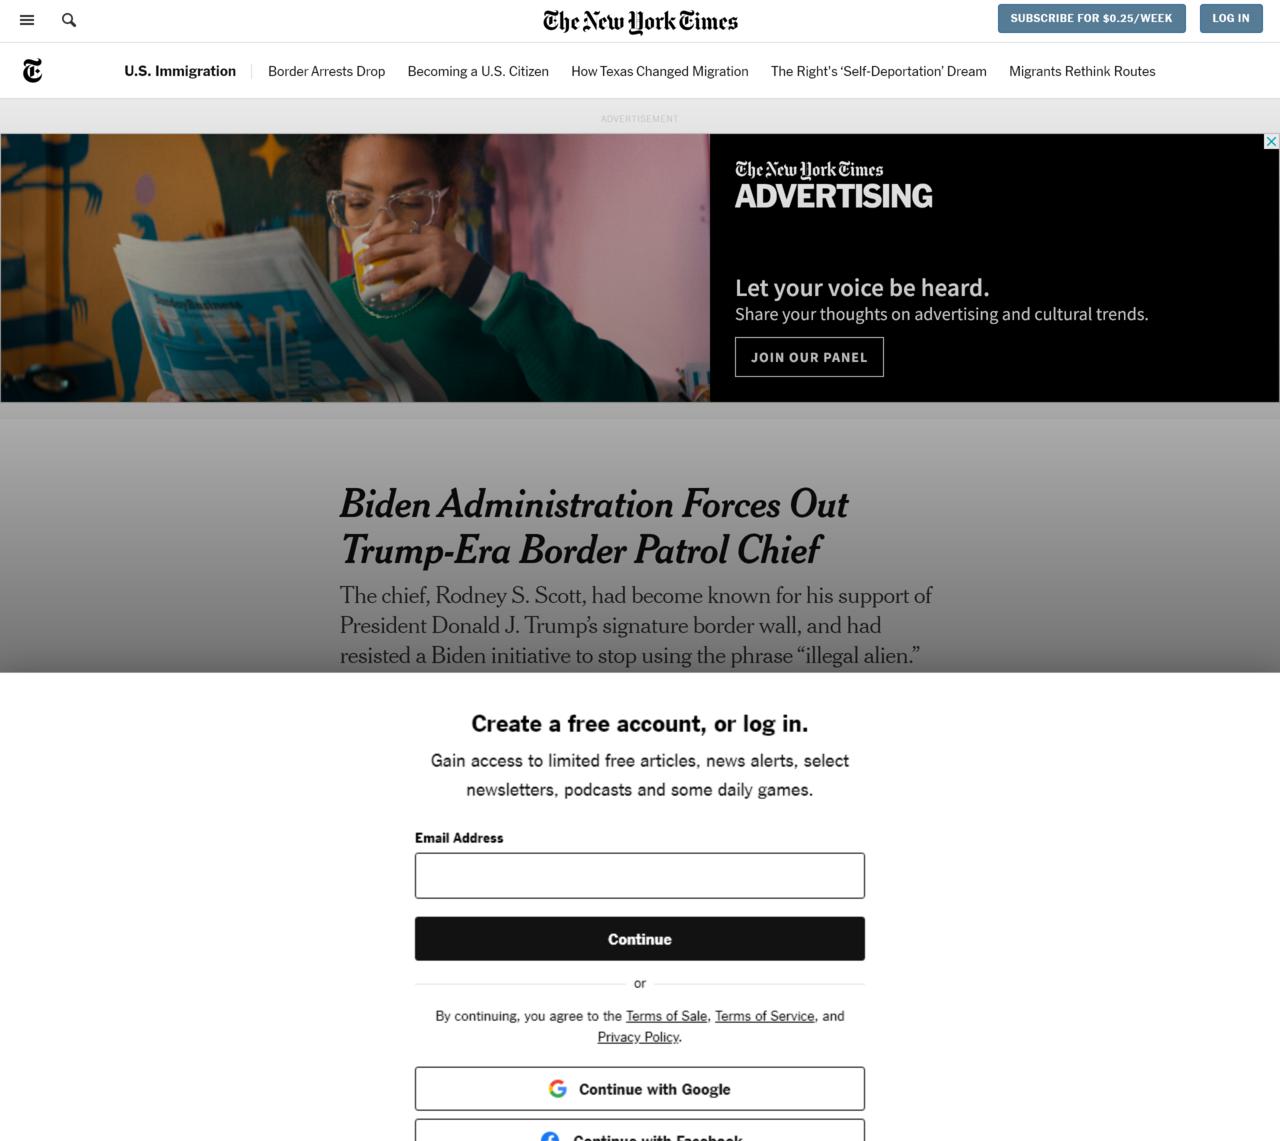 The New York Times
SUBSCRIBE FOR $0.25/WEEK
LOG IN
U.S. Immigration
Border Arrests Drop
Becoming a U.S. Citizen
How Texas Changed Migration
The Right's ‘Self-Deportation’ Dream
Migrants Rethink Routes
ADVERTISEMENT
SundayBusiness
The New York Times
ADVERTISING
Let your voice be heard.
Share your thoughts on advertising and cultural trends.
JOIN OUR PANEL
Biden Administration Forces Out
Trump-Era Border Patrol Chief
The chief, Rodney S. Scott, had become known for his support of
President Donald J. Trump’s signature border wall, and had
resisted a Biden initiative to stop using the phrase “illegal alien.”
Create a free account, or log in.
Gain access to limited free articles, news alerts, select
newsletters, podcasts and some daily games.
Email Address
Continue
or
By continuing, you agree to the Terms of Sale, Terms of Service, and
Privacy Policy.
Continue with Google
Continue with Facebook